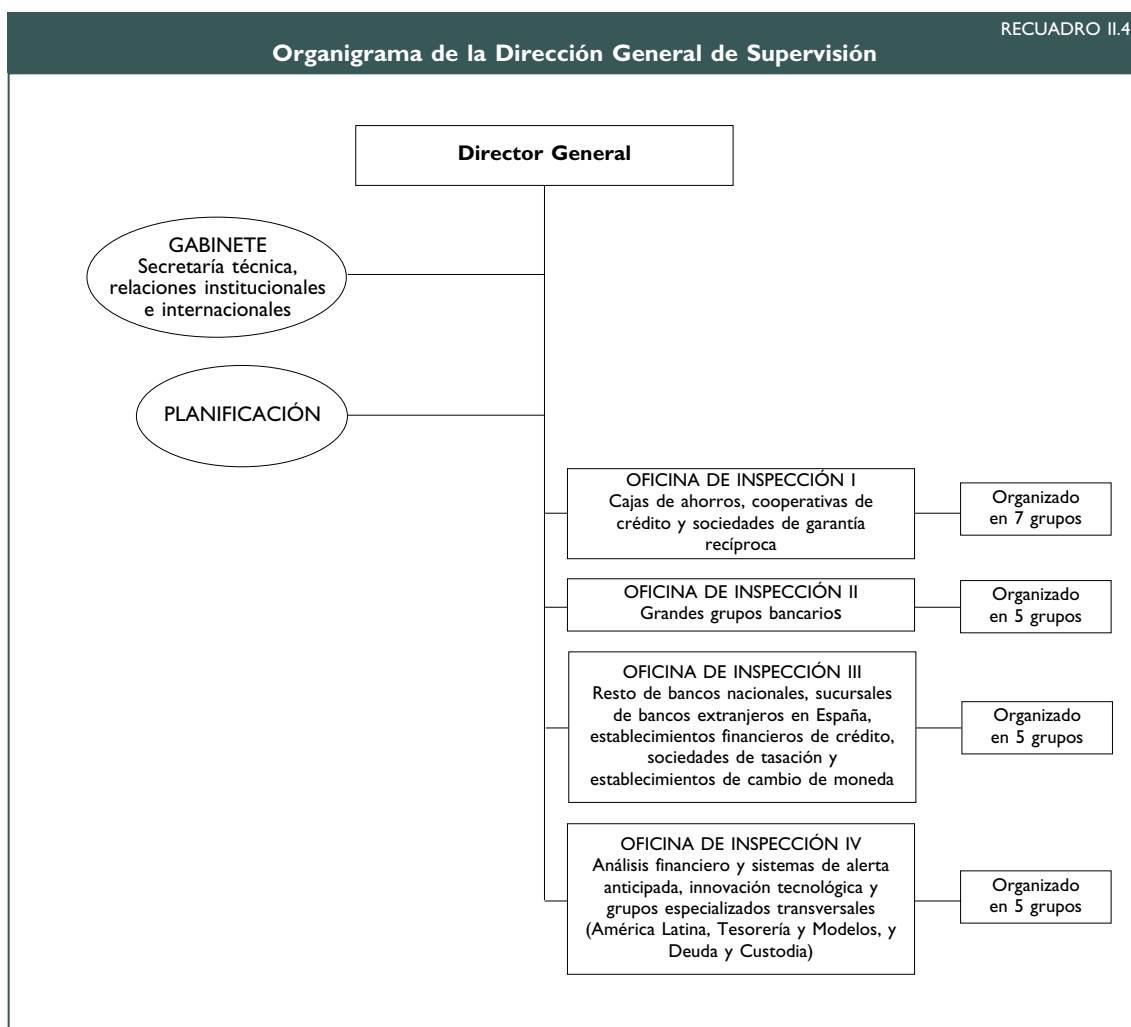 RECUADRO II.4
Organigrama de la Dirección General de Supervisión
Director General
GABINETE
Secretaría técnica,
relaciones institucionales
e internacionales
PLANIFICACIÓN
OFICINA DE INSPECCIÓN I
Cajas de ahorros, cooperativas de
crédito y sociedades de garantía
recíproca
Organizado
en 7 grupos
OFICINA DE INSPECCIÓN II
Grandes grupos bancarios
Organizado
en 5 grupos
OFICINA DE INSPECCIÓN III
Resto de bancos nacionales, sucursales
de bancos extranjeros en España,
establecimientos financieros de crédito,
sociedades de tasación y
establecimientos de cambio de moneda
Organizado
en 5 grupos
OFICINA DE INSPECCIÓN IV
Análisis financiero y sistemas de alerta
anticipada, innovación tecnológica y
grupos especializados transversales
(América Latina, Tesorería y Modelos, y
Deuda y Custodia)
Organizado
en 5 grupos